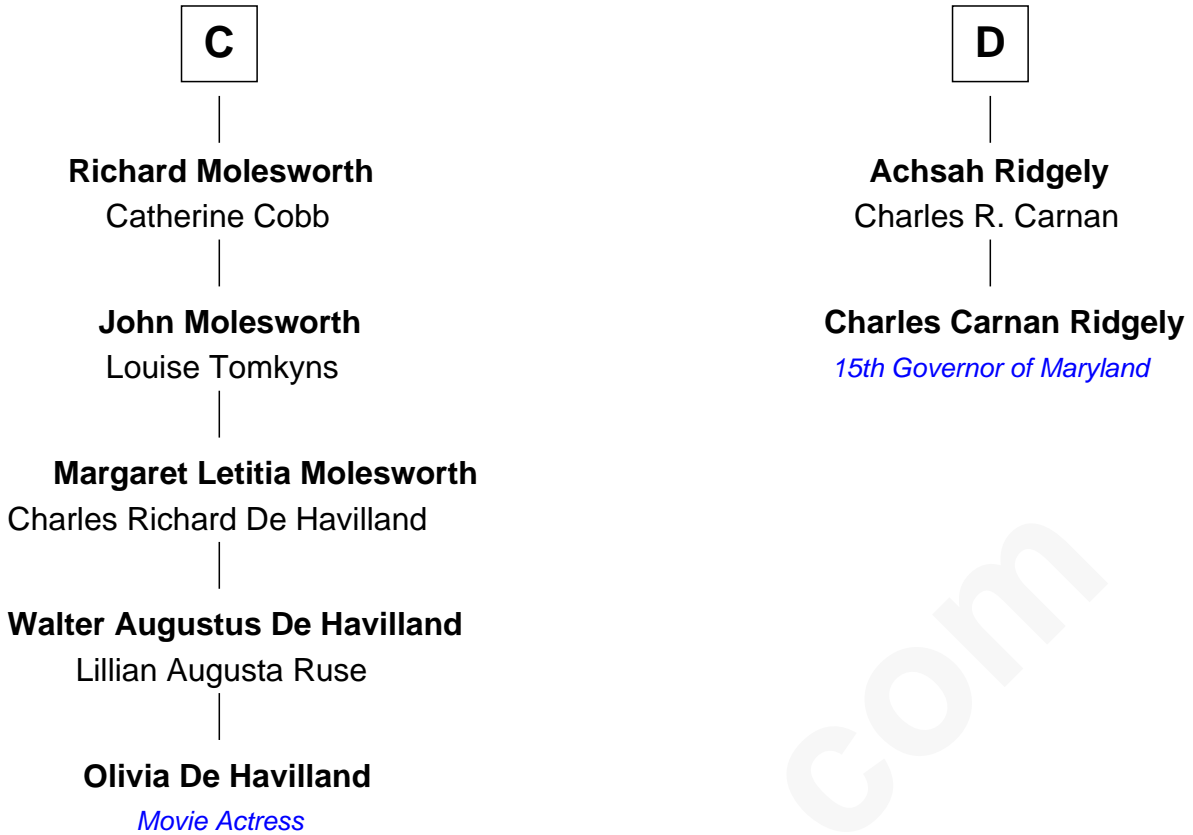 C
Richard Molesworth
Catherine Cobb
John Molesworth
Louise Tomkyns
Margaret Letitia Molesworth
Charles Richard De Havilland
Walter Augustus De Havilland
Lillian Augusta Ruse
Olivia De Havilland
Movie Actress
D
Achsah Ridgely
Charles R. Carnan
Charles Carnan Ridgely
15th Governor of Maryland
com